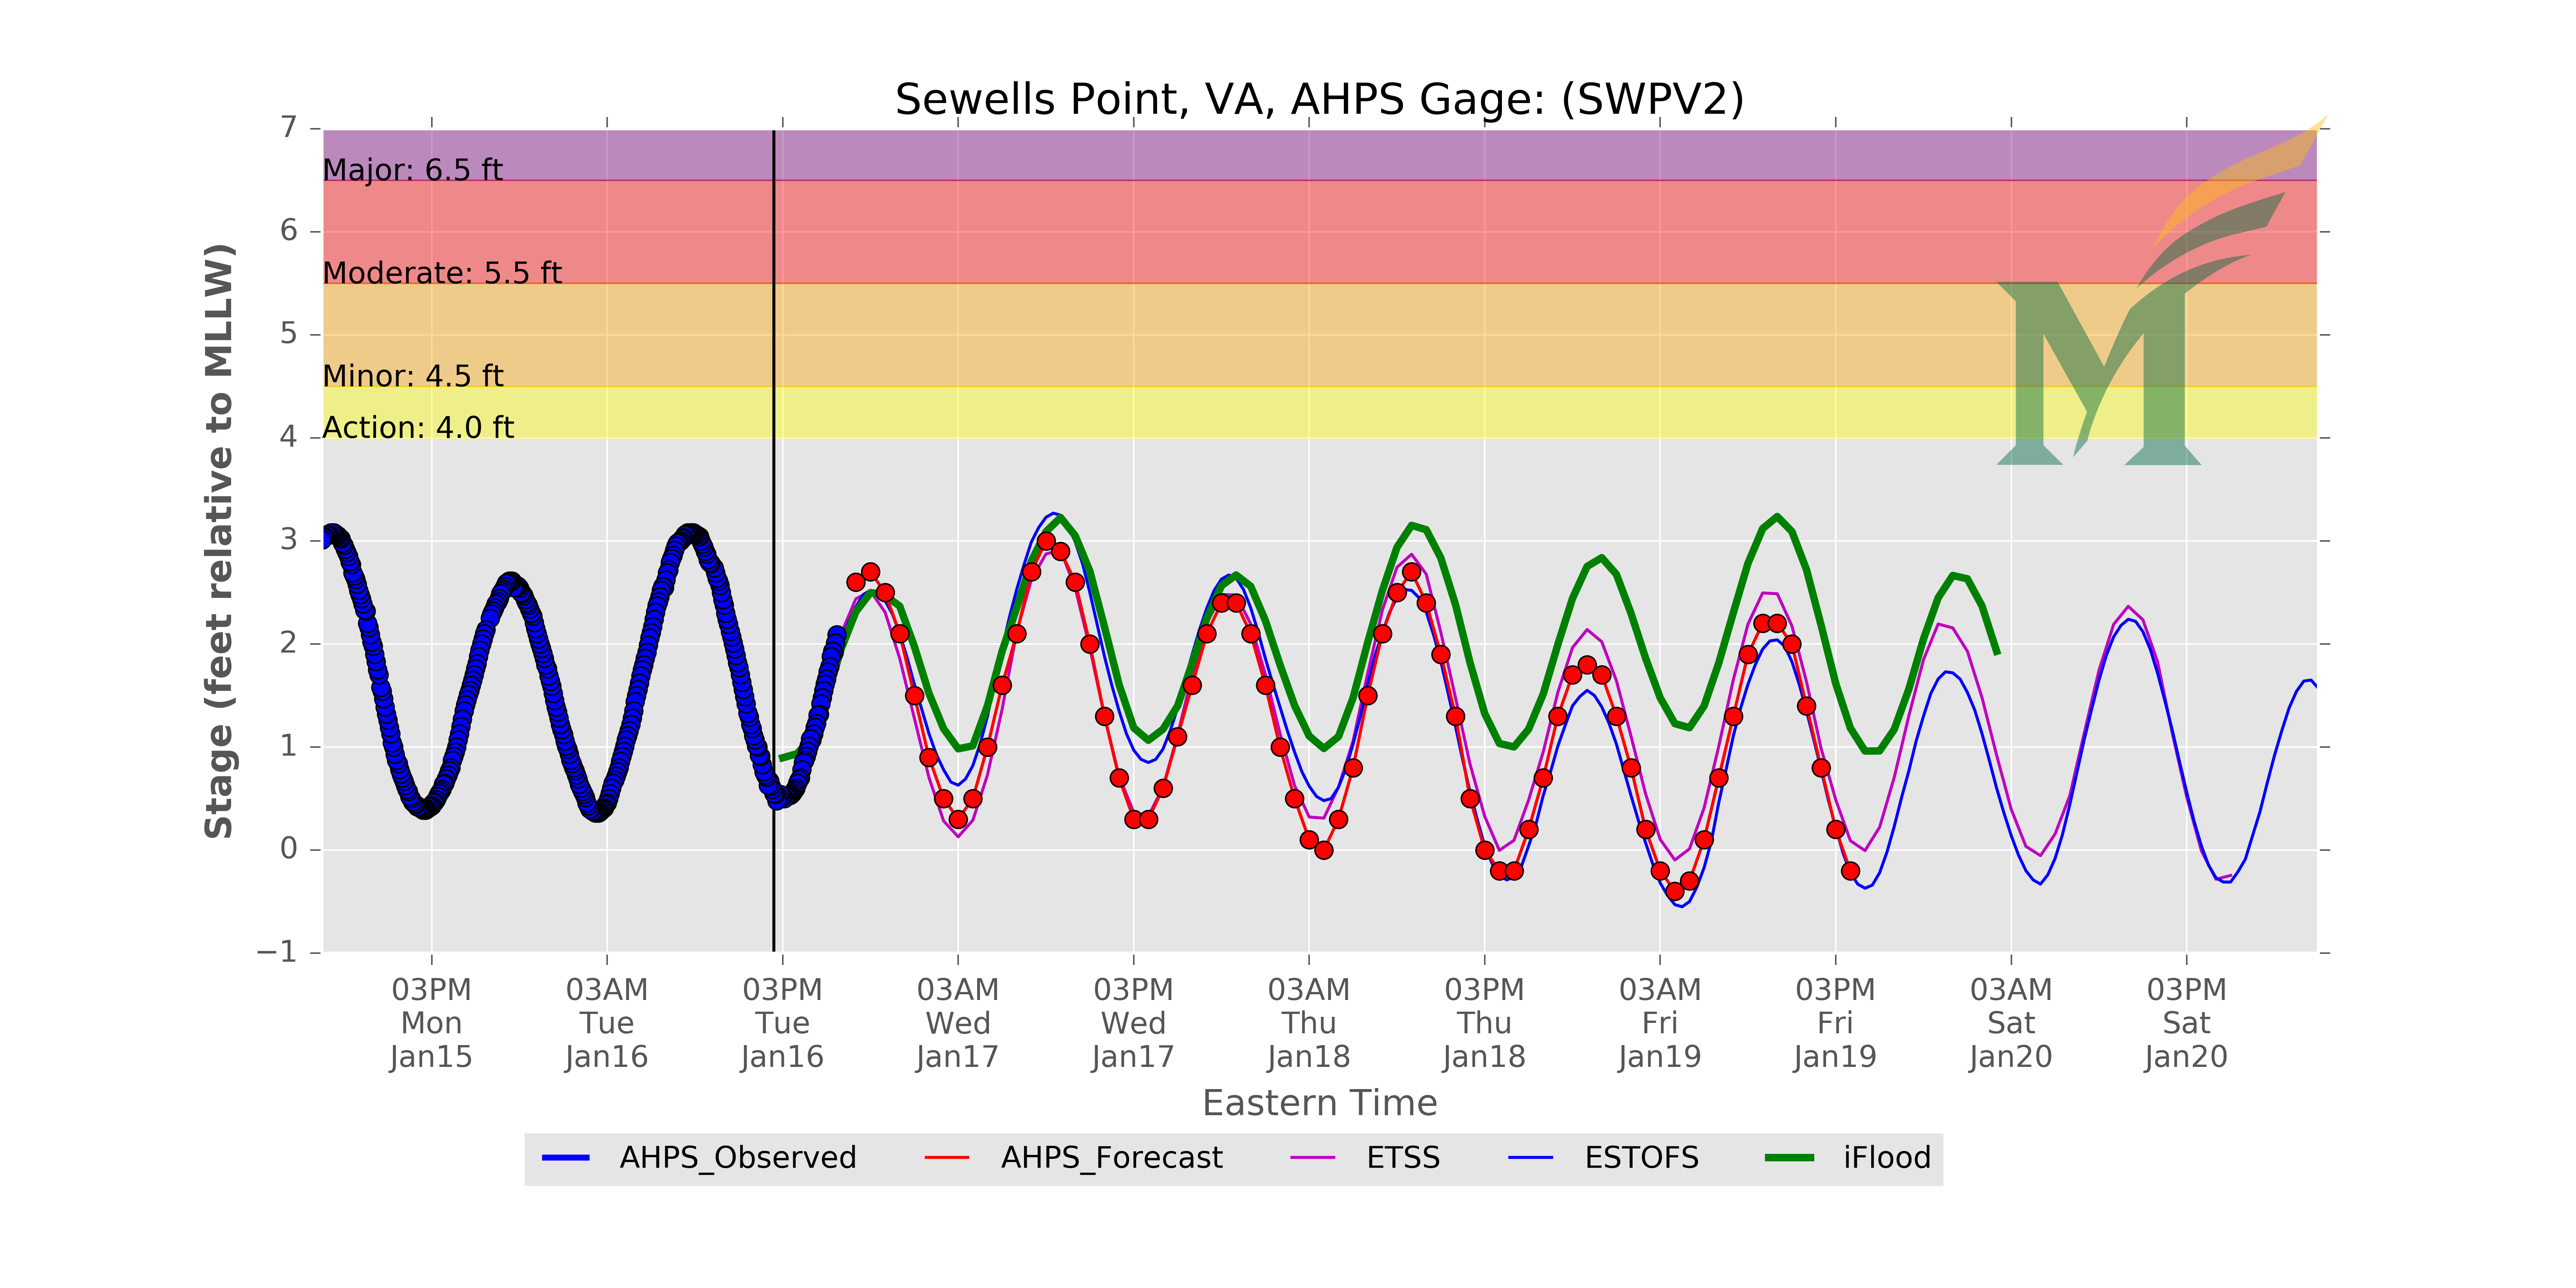 Sewells Point, VA, AHPS Gage: (SWPV2)
Stage (feet relative to MLLW)
7
6
5
4
3
2
1
0
−1
Major: 6.5 ft
Moderate: 5.5 ft
Minor: 4.5 ft
Action: 4.0 ft
03PM
Mon
Jan15
03AM
Tue
Jan16
03PM
Tue
Jan16
03AM
Wed
Jan17
03PM
Wed
Jan17
03AM
Thu
Jan18
03PM
Thu
Jan18
03AM
Fri
Jan19
03PM
Fri
Jan19
03AM
Sat
Jan20
03PM
Sat
Jan20
Eastern Time
AHPS_Observed
AHPS_Forecast
ETSS
ESTOFS
iFlood